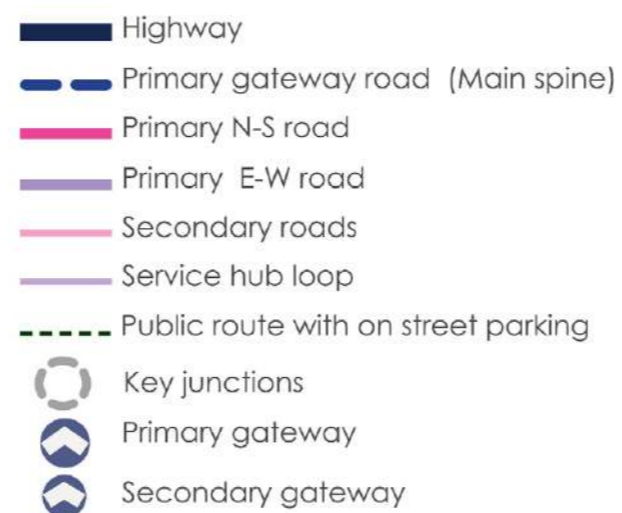 Highway
Primary gateway road (Main spine)
Primary N-S road
Primary E-W road
Secondary roads
Service hub loop
Public route with on street parking
Key junctions
Primary gateway
Secondary gateway